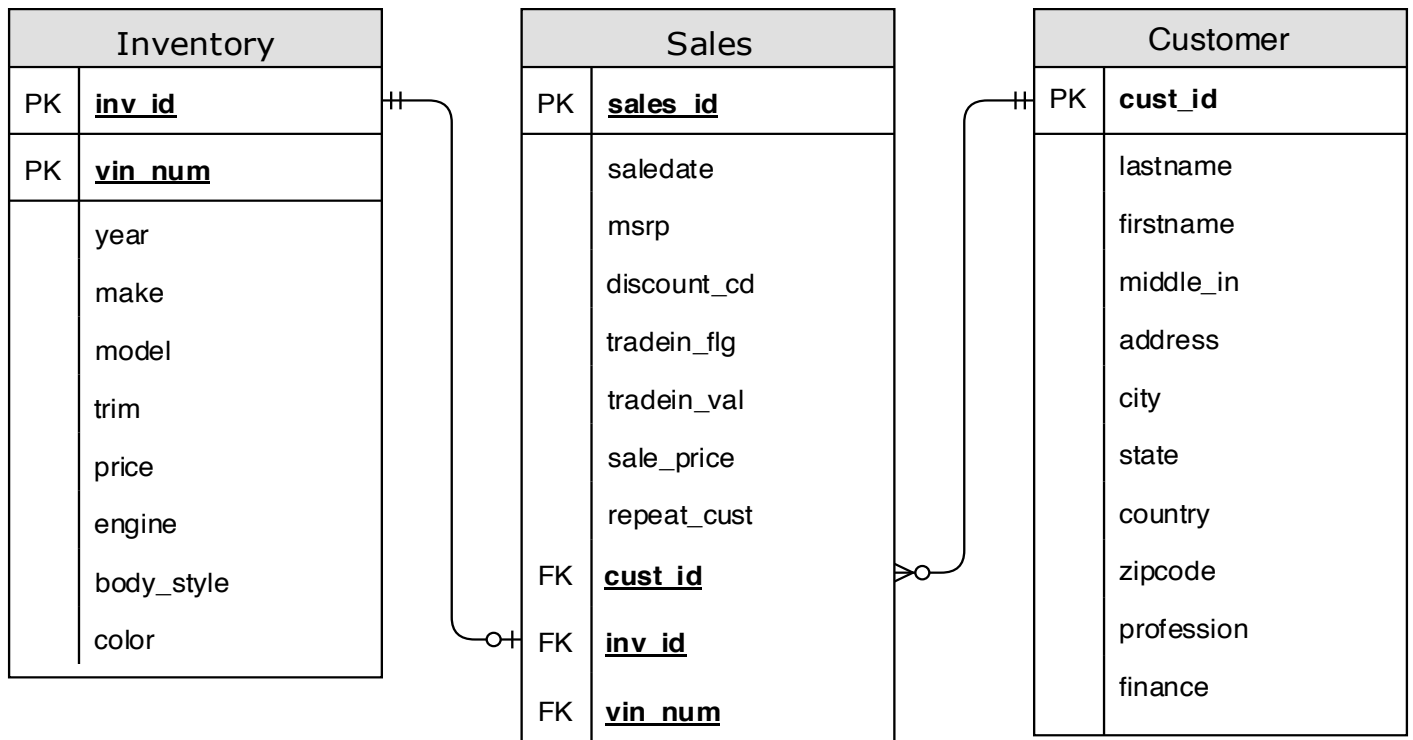 Inventory
PK inv_id
PK vin_num
year
make
model
trim
price
engine
body_style
color
Sales
PK sales_id
saledate
msrp
discount_cd
tradein_flg
tradein_val
sale_price
repeat_cust
FK cust_id
FK inv_id
FK vin_num
Customer
PK cust_id
lastname
firstname
middle_in
address
city
state
country
zipcode
profession
finance